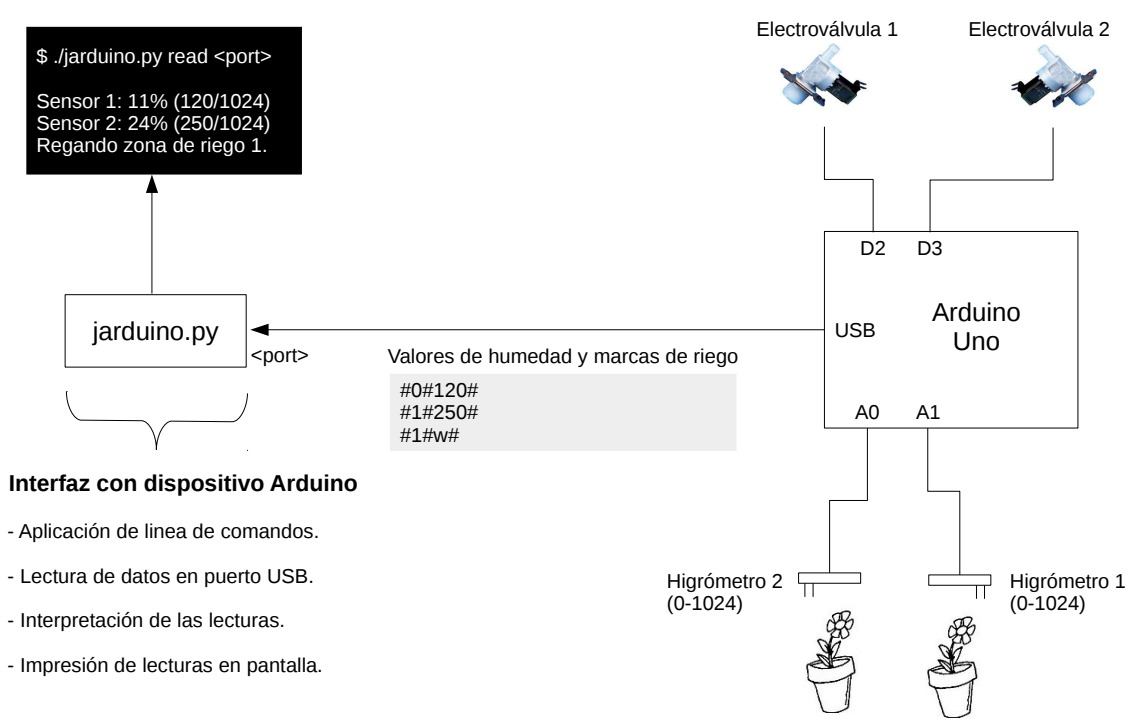 $ ./jarduino.py read <port>
Sensor 1: 11% (120/1024)
Sensor 2: 24% (250/1024)
Regando zona de riego 1.
Electroválvula 1
Electroválvula 2
D2
D3
jarduino.py
<port>
USB
Arduino
Uno
Valores de humedad y marcas de riego
#0#120#
#1#250#
#1#w#
A0
A1
Interfaz con dispositivo Arduino
- Aplicación de linea de comandos.
- Lectura de datos en puerto USB.
- Interpretación de las lecturas.
- Impresión de lecturas en pantalla.
Higrómetro 2
(0-1024)
Higrómetro 1
(0-1024)